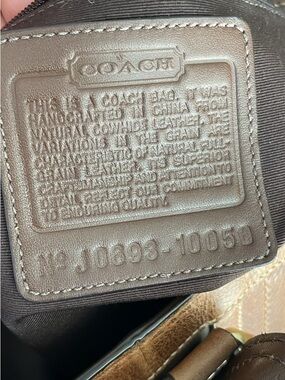 COACH
THIS IS A COACH BAG. IT WAS
HANDCRAFTED IN CHINA FROM
NATURAL COWHIDE LEATHER. THE
VARIATIONS IN THE GRAIN ARE
CHARACTERISTIC OF NATURAL FULL-
GRAIN LEATHER. ITS SUPERIOR
CRAFTSMANSHIP AND ATTENTION TO
DETAIL REFLECT OUR COMMITMENT
TO ENDURING QUALITY.
Nº J0893-10050